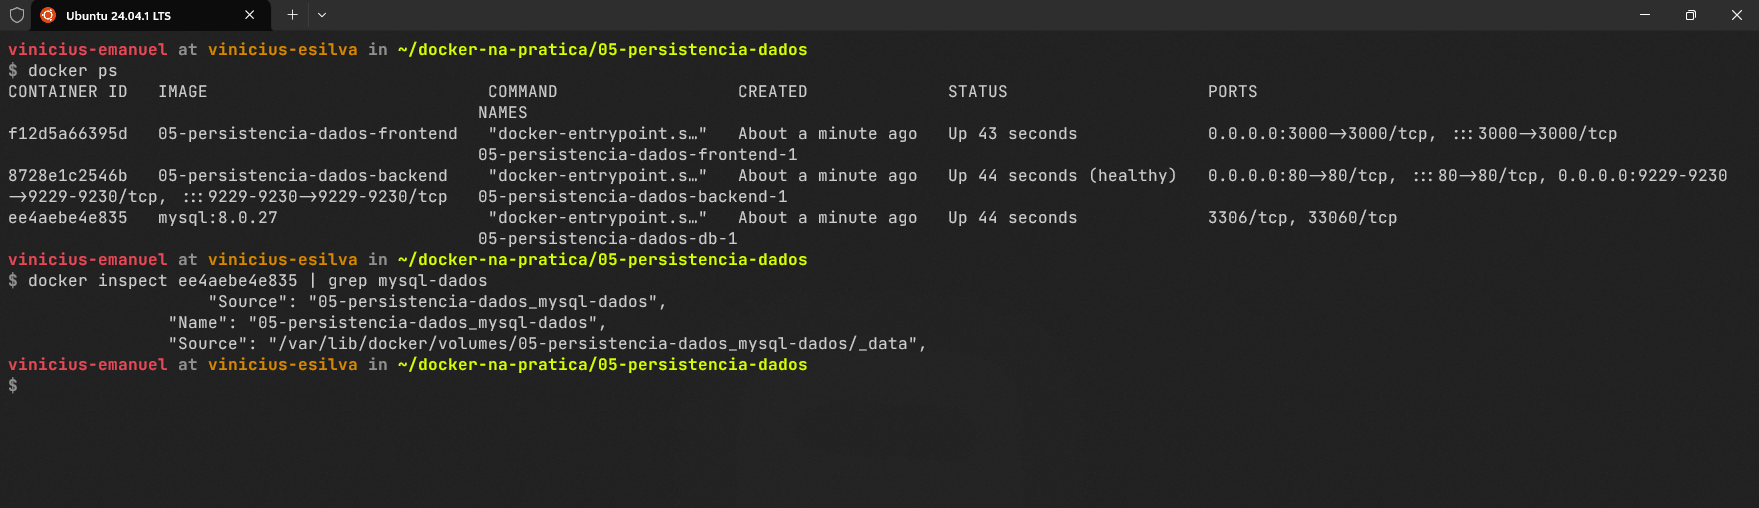 Ubuntu 24.04.1 LTS
vinicius-emanuel at vinicius-esilva in ~/docker-na-pratica/05-persistencia-dados
$ docker ps
CONTAINER ID   IMAGE                            COMMAND                  CREATED              STATUS                    PORTS
NAMES
f12d5a66395d   05-persistencia-dados-frontend   "docker-entrypoint.s…"   About a minute ago   Up 43 seconds             0.0.0.0:3000->3000/tcp, :::3000->3000/tcp
05-persistencia-dados-frontend-1
8728e1c2546b   05-persistencia-dados-backend    "docker-entrypoint.s…"   About a minute ago   Up 44 seconds (healthy)   0.0.0.0:80->80/tcp, :::80->80/tcp, 0.0.0.0:9229-9230
->9229-9230/tcp, :::9229-9230->9229-9230/tcp   05-persistencia-dados-backend-1
ee4aebe4e835   mysql:8.0.27                     "docker-entrypoint.s…"   About a minute ago   Up 44 seconds             3306/tcp, 33060/tcp
05-persistencia-dados-db-1
vinicius-emanuel at vinicius-esilva in ~/docker-na-pratica/05-persistencia-dados
$ docker inspect ee4aebe4e835 | grep mysql-dados
"Source": "05-persistencia-dados_mysql-dados",
"Name": "05-persistencia-dados_mysql-dados",
"Source": "/var/lib/docker/volumes/05-persistencia-dados_mysql-dados/_data",
vinicius-emanuel at vinicius-esilva in ~/docker-na-pratica/05-persistencia-dados
$